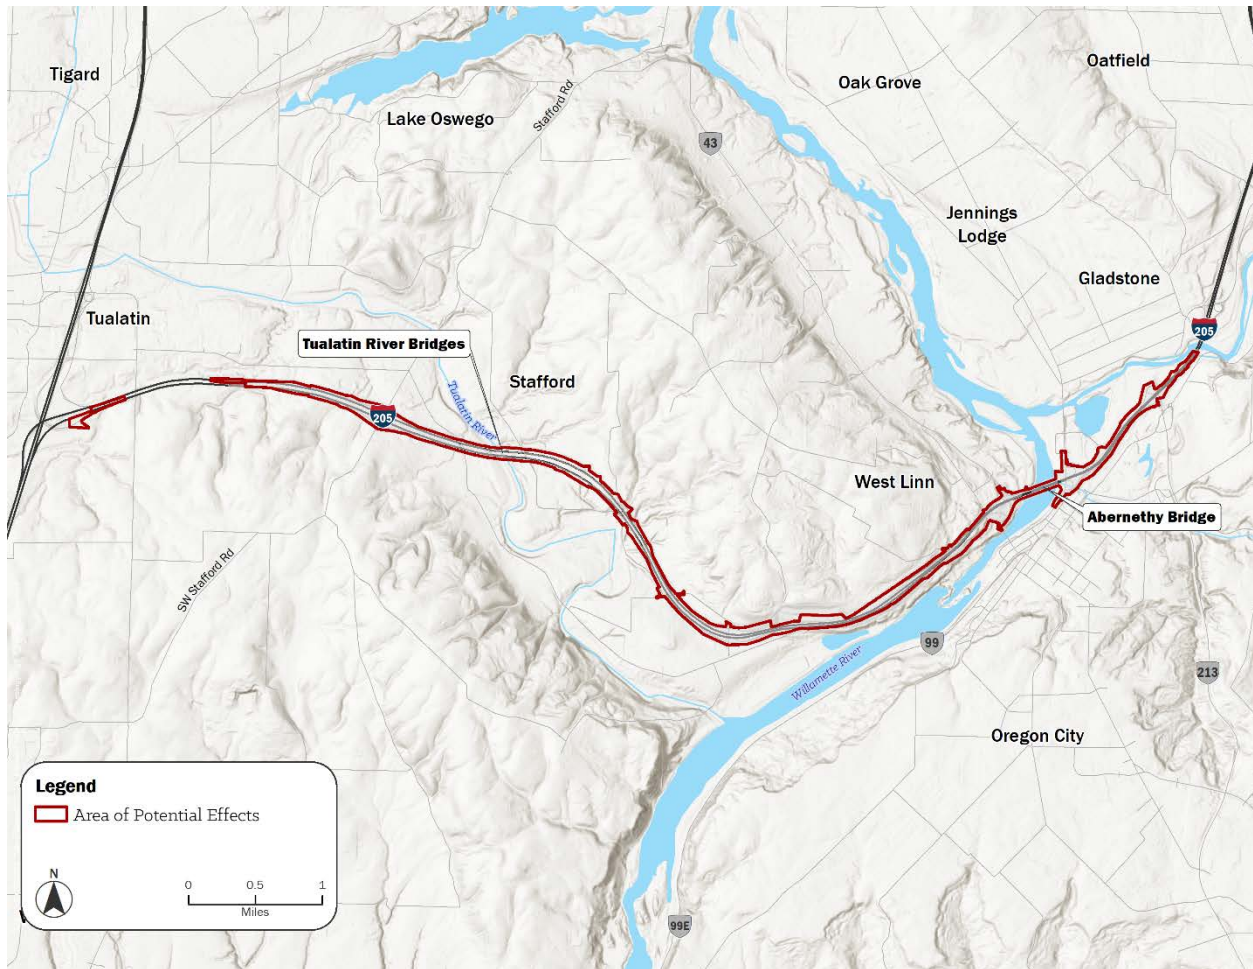 Tigard
Oatfield
Oak Grove
Lake Oswego
Stafford Rd
43
Jennings
Lodge
Gladstone
Tualatin
205
Tualatin River Bridges
Stafford
Tualatin River
205
West Linn
Abernethy Bridge
SW Stafford Rd
99
Willamette River
213
Oregon City
Legend
Area of Potential Effects
N
0 0.5 1
Miles
99E